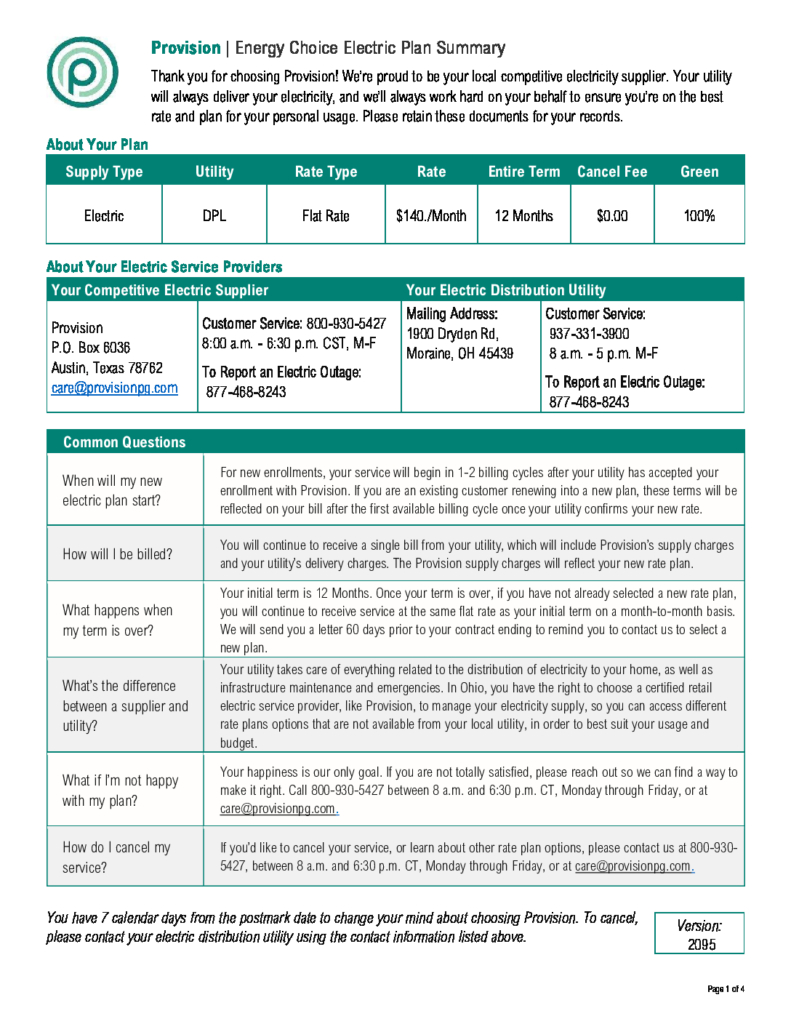 Provision | Energy Choice Electric Plan Summary
Thank you for choosing Provision! We're proud to be your local competitive electricity supplier. Your utility
will always deliver your electricity, and we'll always work hard on your behalf to ensure you're on the best
rate and plan for your personal usage. Please retain these documents for your records.
About Your Plan
Supply Type Utility Rate Type Rate Entire Term Cancel Fee Green
Electric DPL Flat Rate $140./Month 12 Months $0.00 100%
About Your Electric Service Providers
Your Competitive Electric Supplier Your Electric Distribution Utility
Provision
P.O. Box 6036
Austin, Texas 78762
care@provisionpg.com
Customer Service: 800-930-5427
8:00 a.m. - 6:30 p.m. CST, M-F
To Report an Electric Outage:
877-468-8243
Mailing Address:
1900 Dryden Rd,
Moraine, OH 45439
Customer Service:
937-331-3900
8 a.m. - 5 p.m. M-F
To Report an Electric Outage:
877-468-8243
Common Questions
When will my new
electric plan start?
For new enrollments, your service will begin in 1-2 billing cycles after your utility has accepted your
enrollment with Provision. If you are an existing customer renewing into a new plan, these terms will be
reflected on your bill after the first available billing cycle once your utility confirms your new rate.
How will I be billed?
You will continue to receive a single bill from your utility, which will include Provision's supply charges
and your utility's delivery charges. The Provision supply charges will reflect your new rate plan.
What happens when
my term is over?
Your initial term is 12 Months. Once your term is over, if you have not already selected a new rate plan,
you will continue to receive service at the same flat rate as your initial term on a month-to-month basis.
We will send you a letter 60 days prior to your contract ending to remind you to contact us to select a
new plan.
What's the difference
between a supplier and
utility?
Your utility takes care of everything related to the distribution of electricity to your home, as well as
infrastructure maintenance and emergencies. In Ohio, you have the right to choose a certified retail
electric service provider, like Provision, to manage your electricity supply, so you can access different
rate plans options that are not available from your local utility, in order to best suit your usage and
budget.
What if I'm not happy
with my plan?
Your happiness is our only goal. If you are not totally satisfied, please reach out so we can find a way to
make it right. Call 800-930-5427 between 8 a.m. and 6:30 p.m. CT, Monday through Friday, or at
care@provisionpg.com.
How do I cancel my
service?
If you'd like to cancel your service, or learn about other rate plan options, please contact us at 800-930-
5427, between 8 a.m. and 6:30 p.m. CT, Monday through Friday, or at care@provisionpg.com.
You have 7 calendar days from the postmark date to change your mind about choosing Provision. To cancel,
please contact your electric distribution utility using the contact information listed above.
Version:
2095
Page 1 of 4